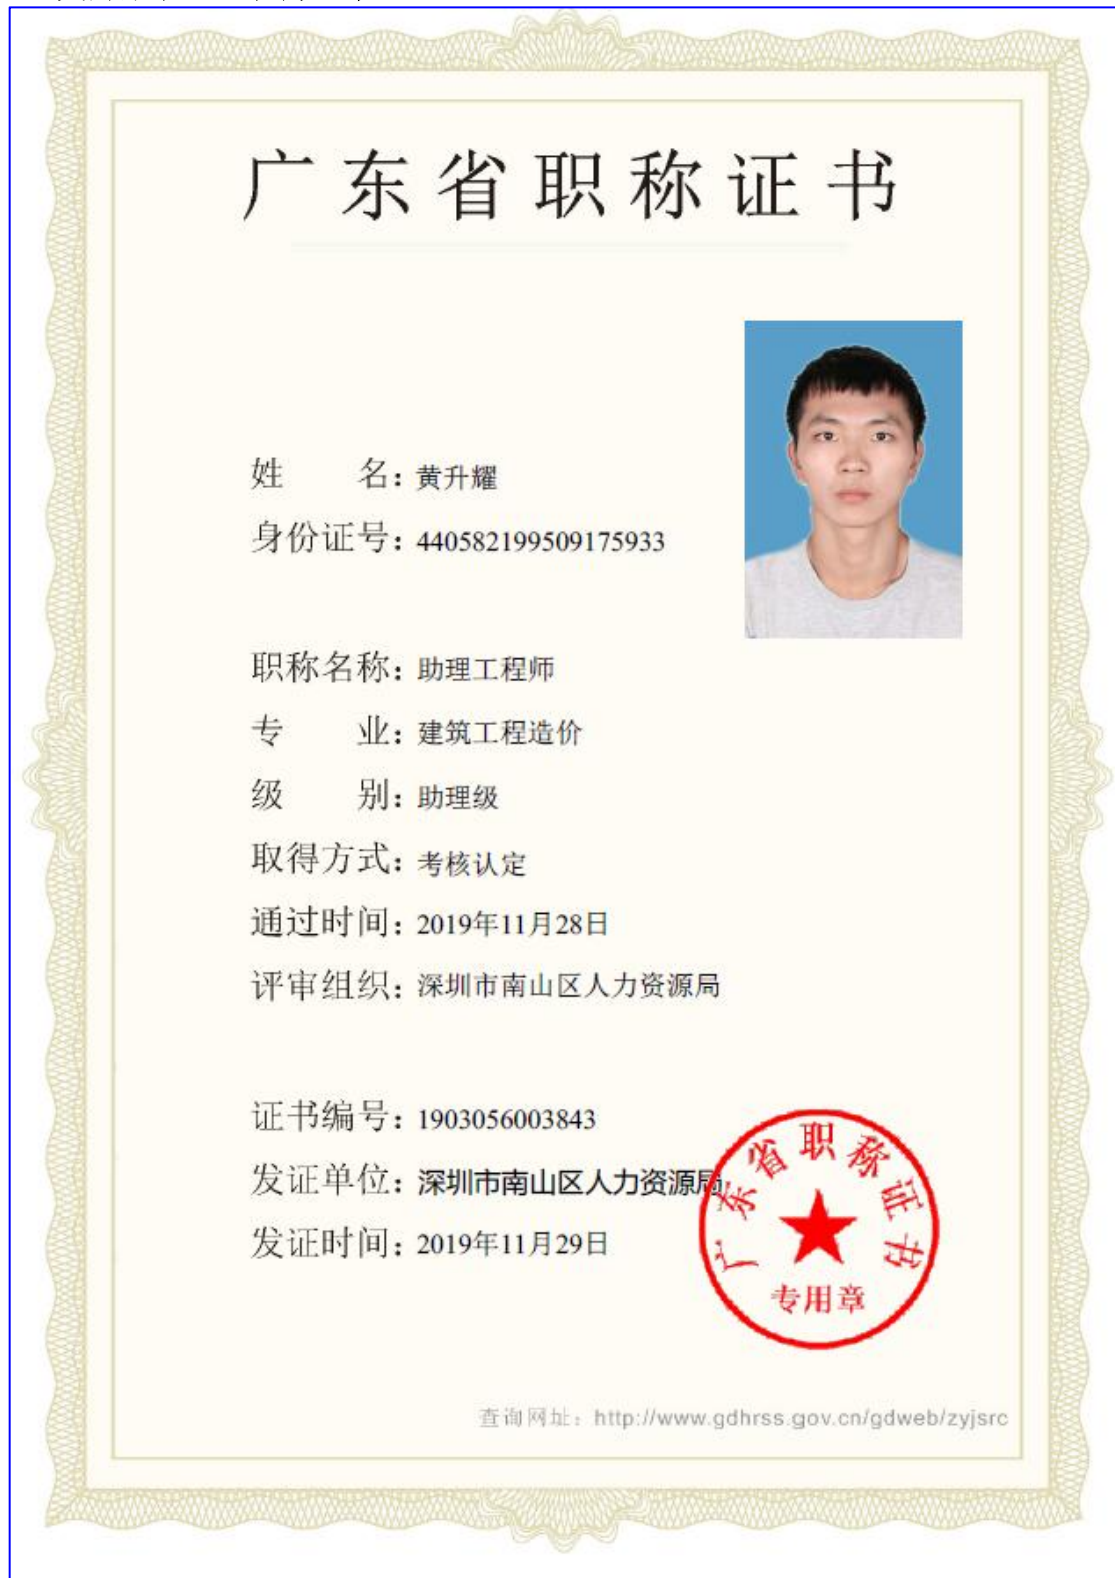 广东省职称证书
姓 名：黄升耀
身份证号：440582199509175933
职称名称：助理工程师
专 业：建筑工程造价
级 别：助理级
取得方式：考核认定
通过时间：2019年11月28日
评审组织：深圳市南山区人力资源局
证书编号：1903056003843
发证单位：深圳市南山区人力资源局
发证时间：2019年11月29日
广东省职称证书
专用章
查询网址：http://www.gdhrss.gov.cn/gdweb/zyjsrc